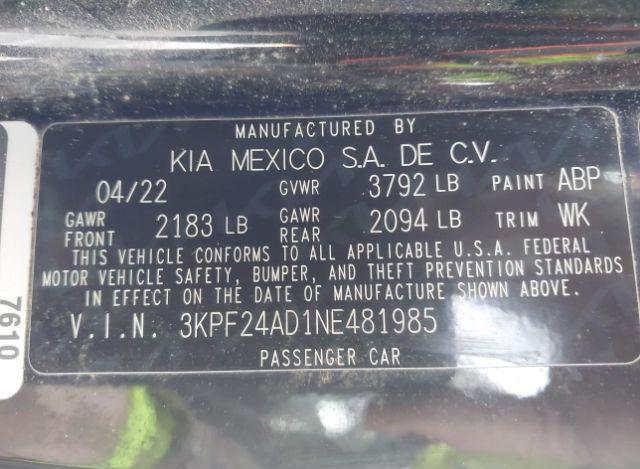 MANUFACTURED BY
KIA MEXICO S.A. DE C.V.
04/22 GVWR 3792 LB PAINT ABP
GAWR FRONT 2183 LB GAWR REAR 2094 LB TRIM WK
THIS VEHICLE CONFORMS TO ALL APPLICABLE U.S.A. FEDERAL
MOTOR VEHICLE SAFETY, BUMPER, AND THEFT PREVENTION STANDARDS
IN EFFECT ON THE DATE OF MANUFACTURE SHOWN ABOVE.
V.I.N. 3KPF24AD1NE481985
PASSENGER CAR
7610